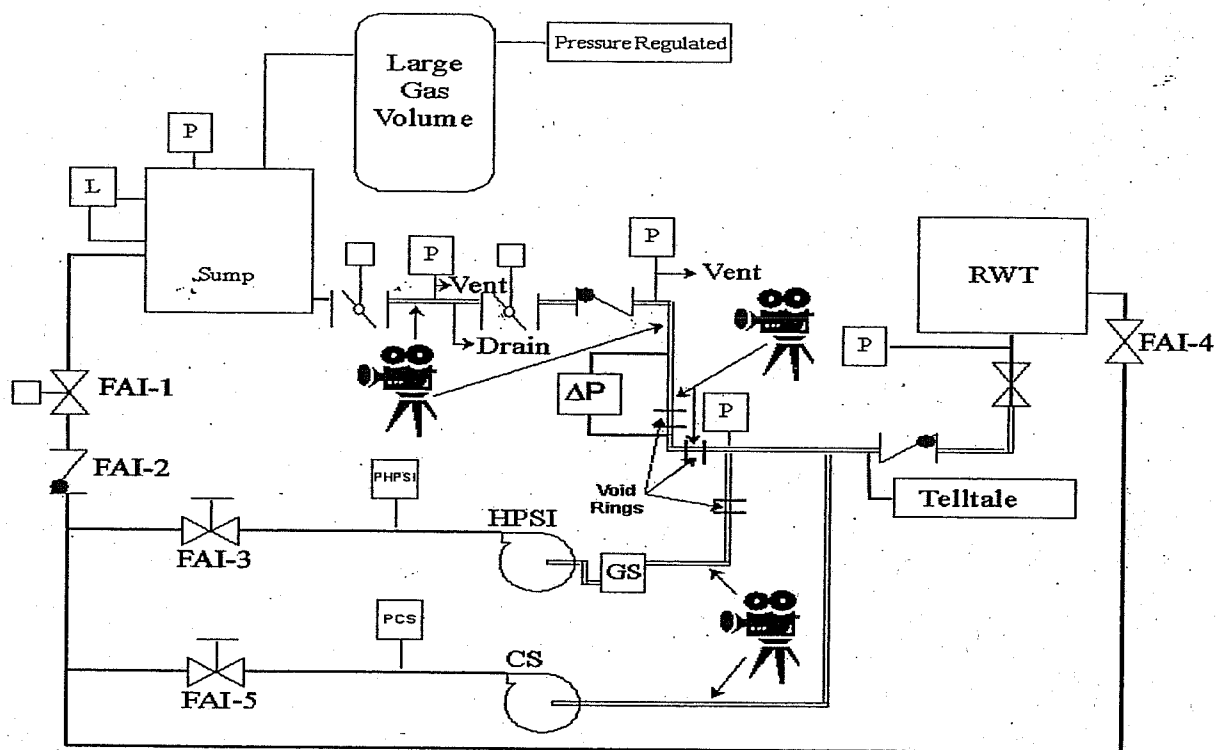 Pressure Regulated
Large
Gas
Volume
P
L
Sump
P
Vent
Drain
P
Vent
RWT
P
FAI-4
FAI-1
ΔP
P
FAI-2
Void
Rings
Telltale
PHPSI
HPSI
FAI-3
GS
PCS
CS
FAI-5